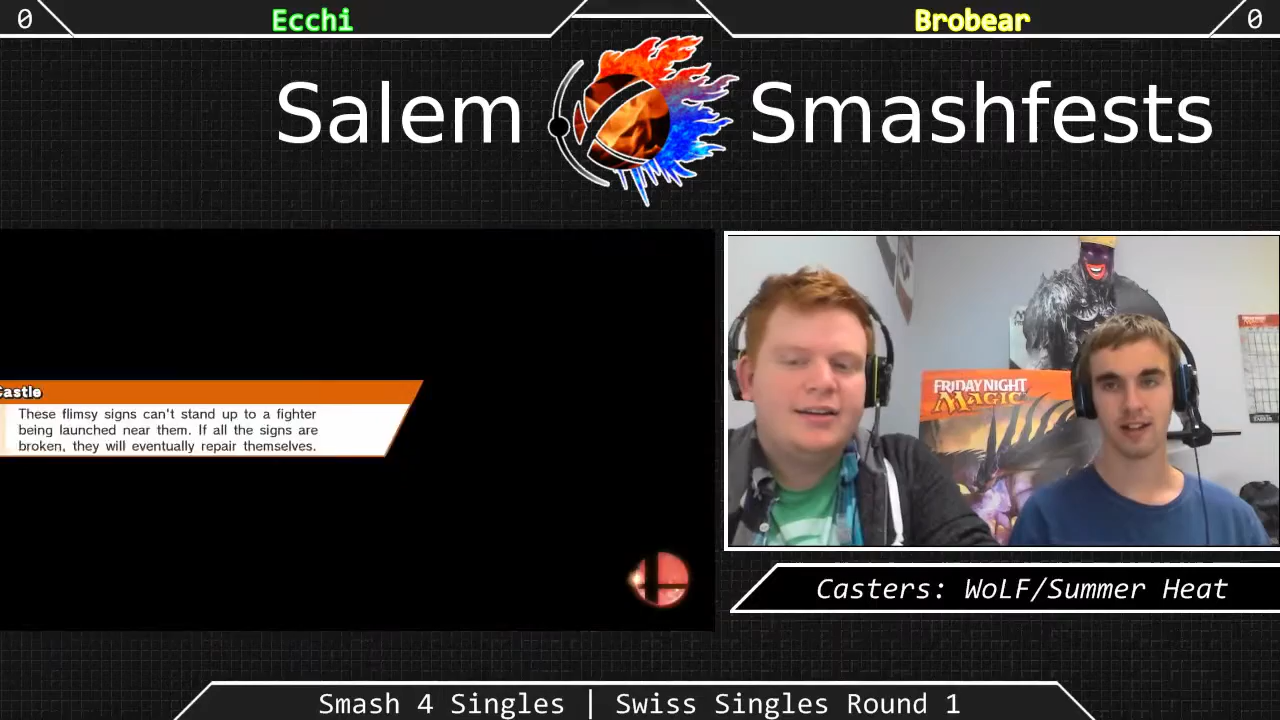 0
Ecchi
Brobear
0
Salem Smashfests
Castle
These flimsy signs can't stand up to a fighter
being launched near them. If all the signs are
broken, they will eventually repair themselves.
FRIDAY NIGHT
MAGIC
Casters: WoLF/Summer Heat
Smash 4 Singles | Swiss Singles Round 1